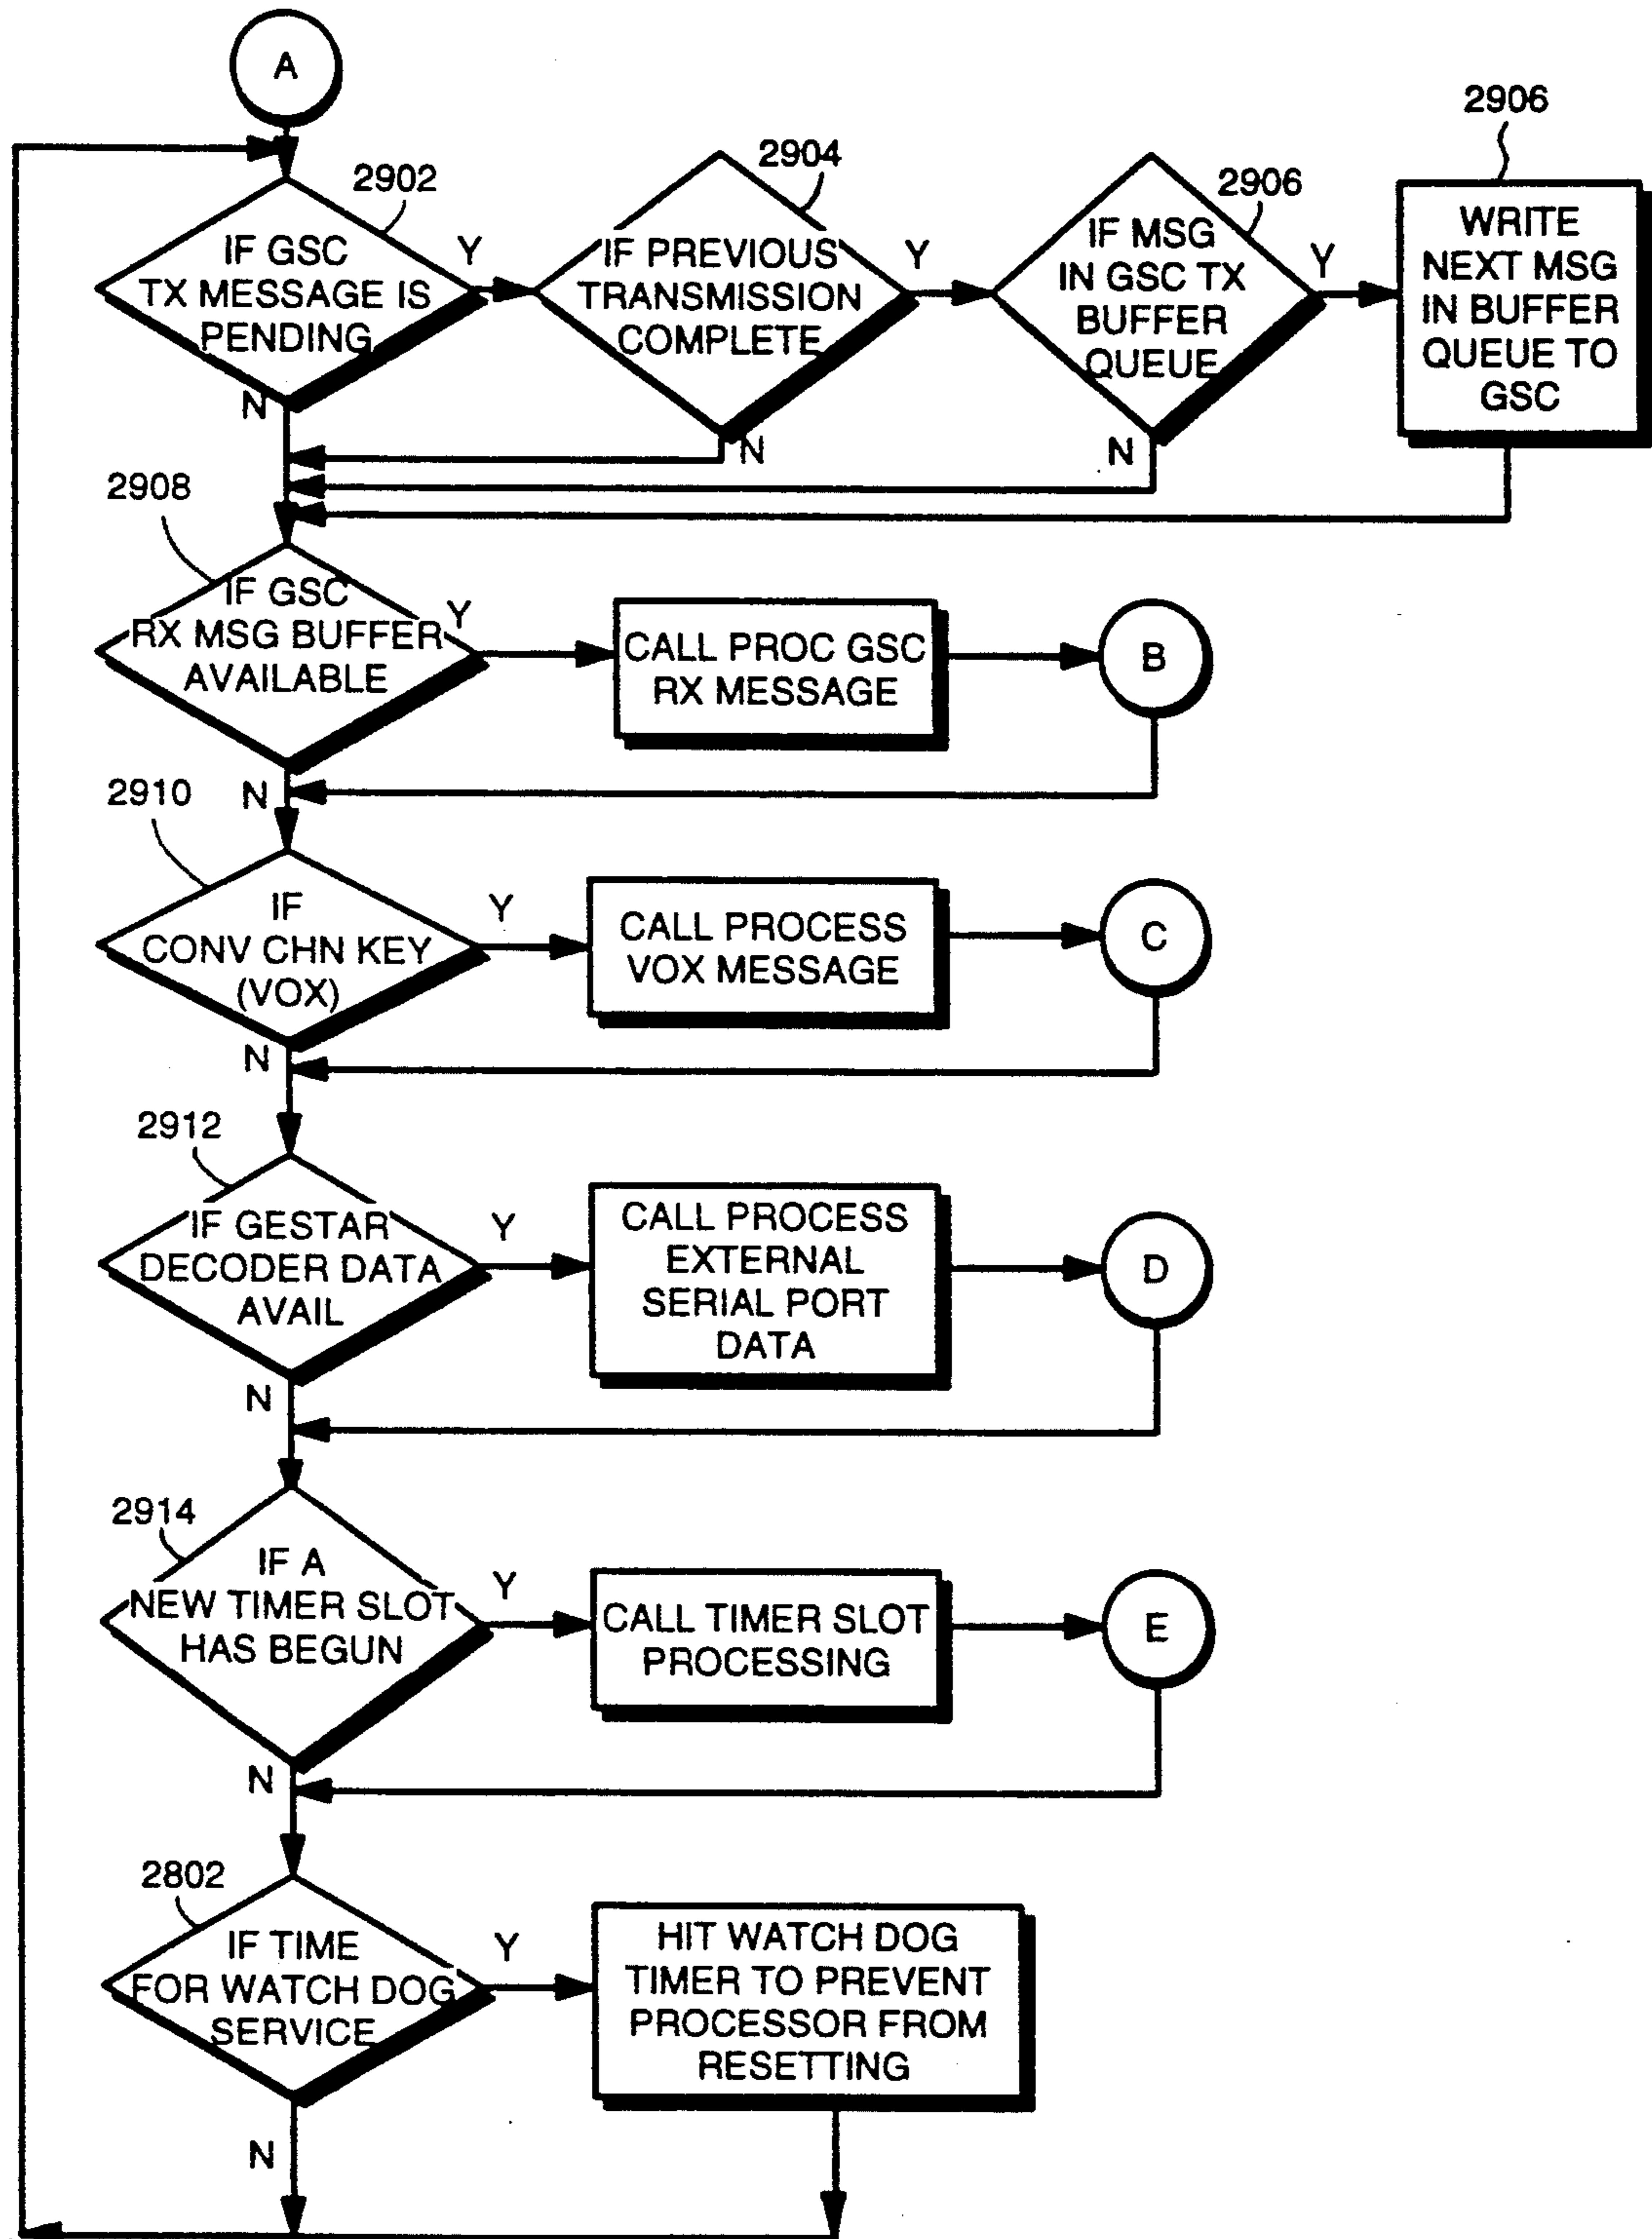 A
2902
IF GSC
TX MESSAGE IS
PENDING
Y
N
2904
IF PREVIOUS
TRANSMISSION
COMPLETE
Y
N
2906
IF MSG
IN GSC TX
BUFFER
QUEUE
Y
N
2906
WRITE
NEXT MSG
IN BUFFER
QUEUE TO
GSC
2908
IF GSC
RX MSG BUFFER
AVAILABLE
Y
N
CALL PROC GSC
RX MESSAGE
B
2910
IF
CONV CHN KEY
(VOX)
Y
N
CALL PROCESS
VOX MESSAGE
C
2912
IF GESTAR
DECODER DATA
AVAIL
Y
N
CALL PROCESS
EXTERNAL
SERIAL PORT
DATA
D
2914
IF A
NEW TIMER SLOT
HAS BEGUN
Y
N
CALL TIMER SLOT
PROCESSING
E
2802
IF TIME
FOR WATCH DOG
SERVICE
Y
N
HIT WATCH DOG
TIMER TO PREVENT
PROCESSOR FROM
RESETTING